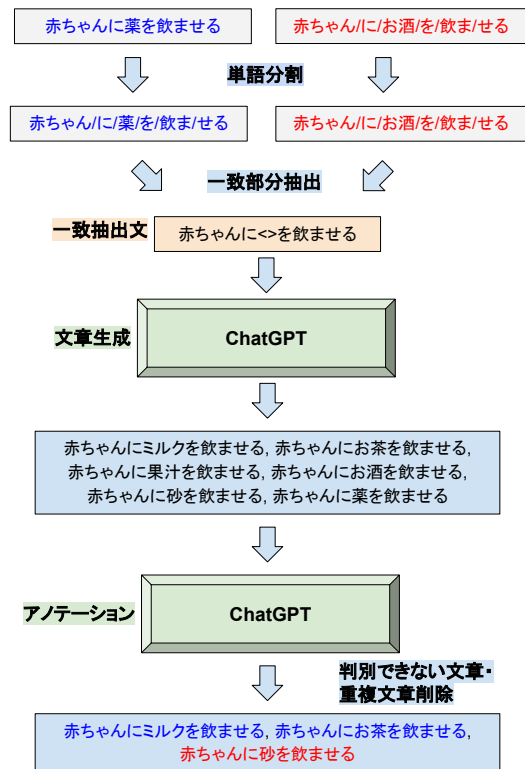 赤ちゃんに薬を飲ませる
赤ちゃん/に/お酒/を/飲ま/せる
単語分割
赤ちゃん/に/薬/を/飲ま/せる
赤ちゃん/に/お酒/を/飲ま/せる
一致部分抽出
一致抽出文
赤ちゃんに<>を飲ませる
文章生成
ChatGPT
赤ちゃんにミルクを飲ませる, 赤ちゃんにお茶を飲ませる,
赤ちゃんに果汁を飲ませる, 赤ちゃんにお酒を飲ませる,
赤ちゃんに砂を飲ませる, 赤ちゃんに薬を飲ませる
アノテーション
ChatGPT
判別できない文章・
重複文章削除
赤ちゃんにミルクを飲ませる, 赤ちゃんにお茶を飲ませる,
赤ちゃんに砂を飲ませる